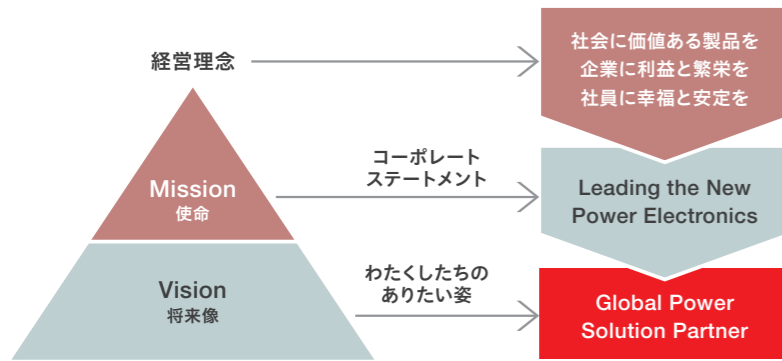 経営理念
社会に価値ある製品を
企業に利益と繁栄を
社員に幸福と安定を
Mission
使命
コーポレート
ステートメント
Leading the New
Power Electronics
Vision
将来像
わたくしたちの
ありたい姿
Global Power
Solution Partner